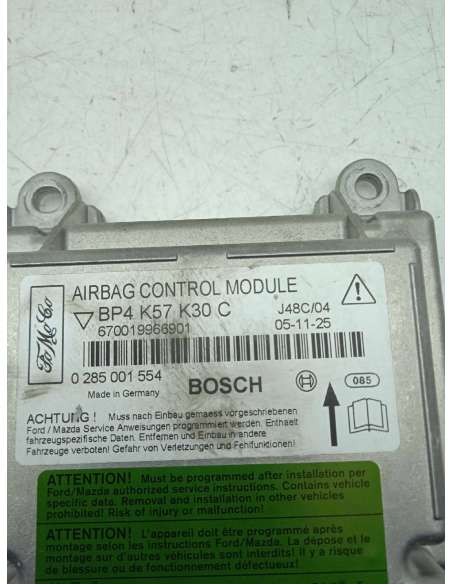 FoMoCo
AIRBAG CONTROL MODULE
BP4 K57 K30 C
J48C/04
670019966901
05-11-25
0 285 001 554
BOSCH
085
Made in Germany
ACHTUNG ! Muss nach Einbau gemaess vorgeschriebenen
Ford / Mazda Service Anweisungen programmiert werden. Enthaelt
fahrzeugspezifische Daten. Entfernen und Einbau in andere
Fahrzeuge verboten! Gefahr von Verletzungen und Fehlfunktionen!
ATTENTION! Must be programmed after installation per
Ford/Mazda authorized service instructions. Contains vehicle
specific date. Removal and installation in other vehicles
prohibited! Risk of injury or malfunction!
ATTENTION! L'appareil doit être programmé après
montage selon les instructions Ford/Mazda. La dépose et le
montage sur d'autres véhicules sont interdits! Il y a risque
de blessure ou de fonctionnement défectueux!